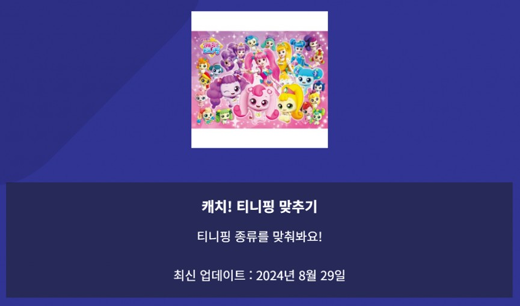 캐치! 티니핑 맞추기
티니핑 종류를 맞춰봐요!
최신 업데이트 : 2024년 8월 29일